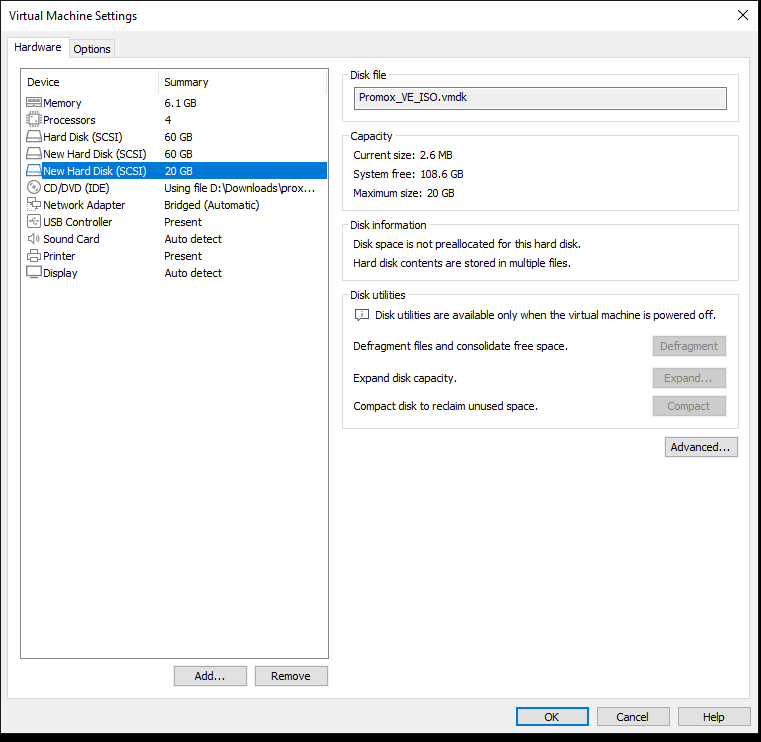 Virtual Machine Settings
Hardware Options
Device Summary
Memory 6.1 GB
Processors 4
Hard Disk (SCSI) 60 GB
New Hard Disk (SCSI) 60 GB
New Hard Disk (SCSI) 20 GB
CD/DVD (IDE) Using file D:\Downloads\prox...
Network Adapter Bridged (Automatic)
USB Controller Present
Sound Card Auto detect
Printer Present
Display Auto detect
Add... Remove
Disk file
Promox_VE_ISO.vmdk
Capacity
Current size: 2.6 MB
System free: 108.6 GB
Maximum size: 20 GB
Disk information
Disk space is not preallocated for this hard disk.
Hard disk contents are stored in multiple files.
Disk utilities
Disk utilities are available only when the virtual machine is powered off.
Defragment files and consolidate free space. Defragment
Expand disk capacity. Expand...
Compact disk to reclaim unused space. Compact
Advanced...
OK Cancel Help